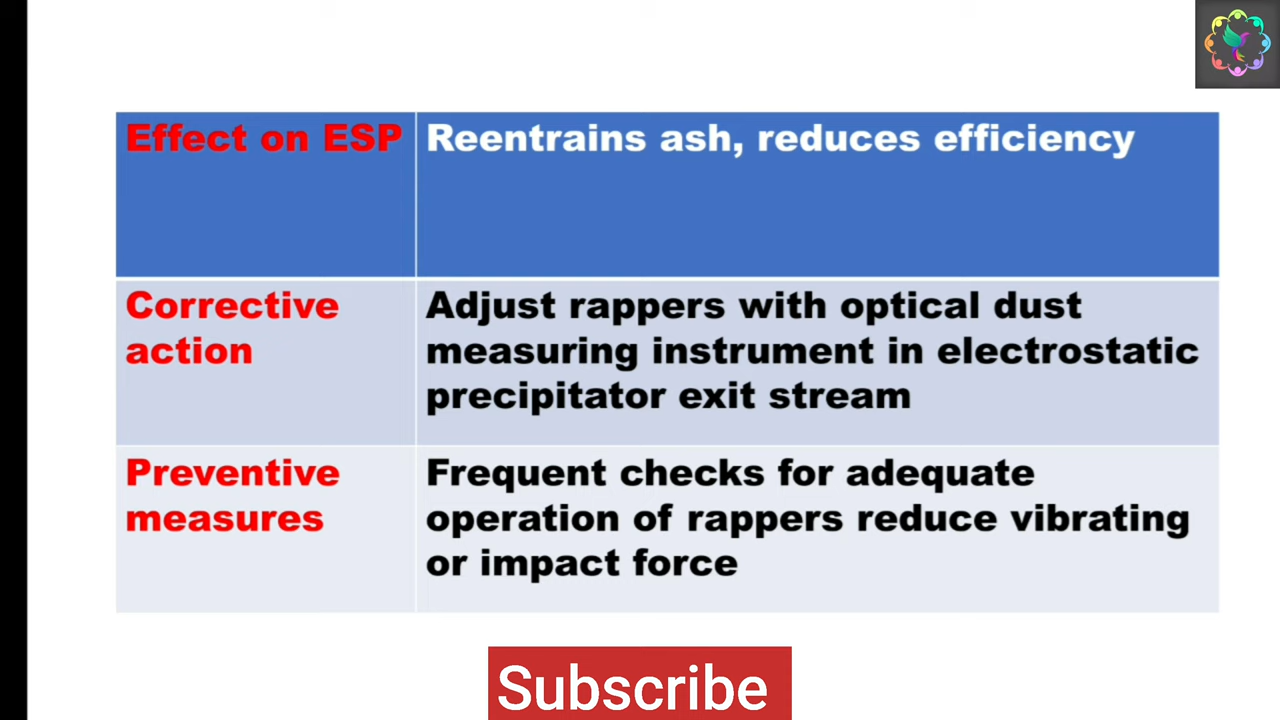 Effect on ESP
Reentrains ash, reduces efficiency
Corrective
action
Adjust rappers with optical dust
measuring instrument in electrostatic
precipitator exit stream
Preventive
measures
Frequent checks for adequate
operation of rappers reduce vibrating
or impact force
Subscribe